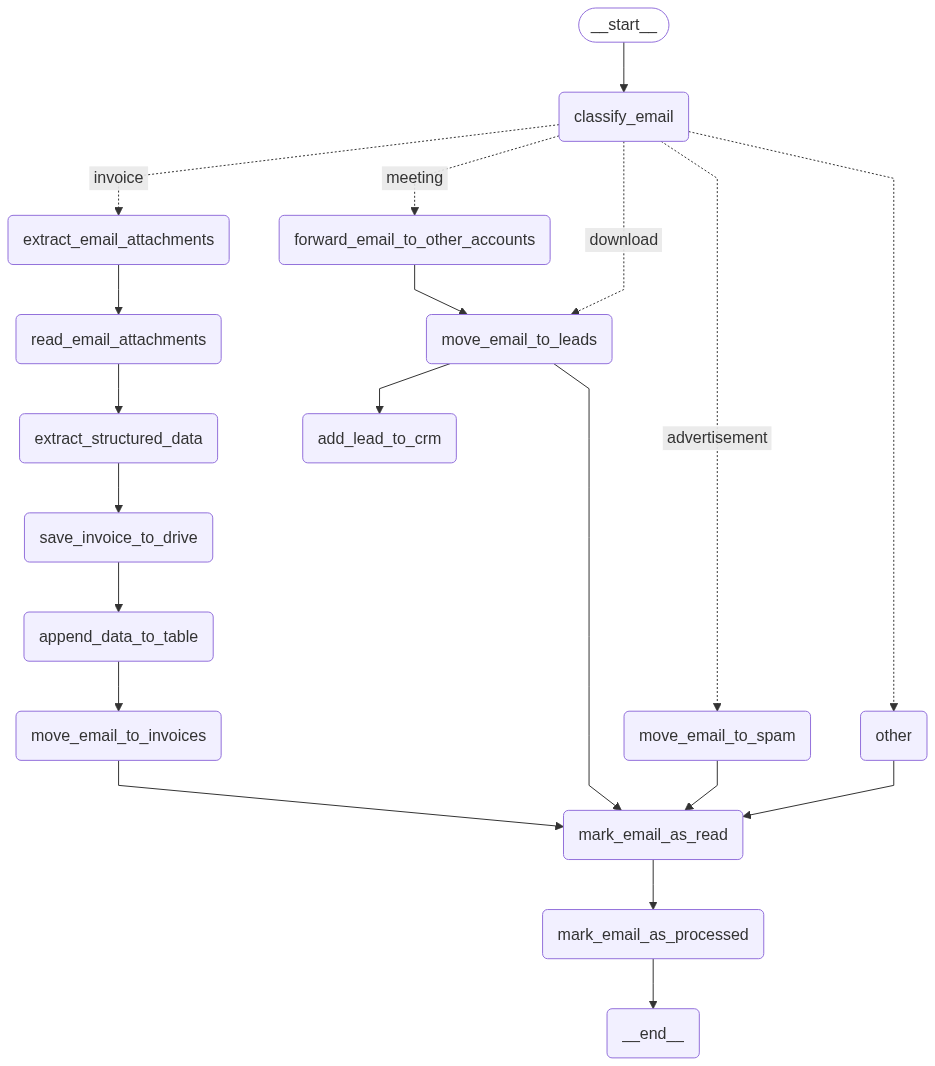 __start__
classify_email
invoice
meeting
extract_email_attachments
forward_email_to_other_accounts
download
read_email_attachments
move_email_to_leads
extract_structured_data
add_lead_to_crm
advertisement
save_invoice_to_drive
append_data_to_table
move_email_to_invoices
move_email_to_spam
other
mark_email_as_read
mark_email_as_processed
__end__